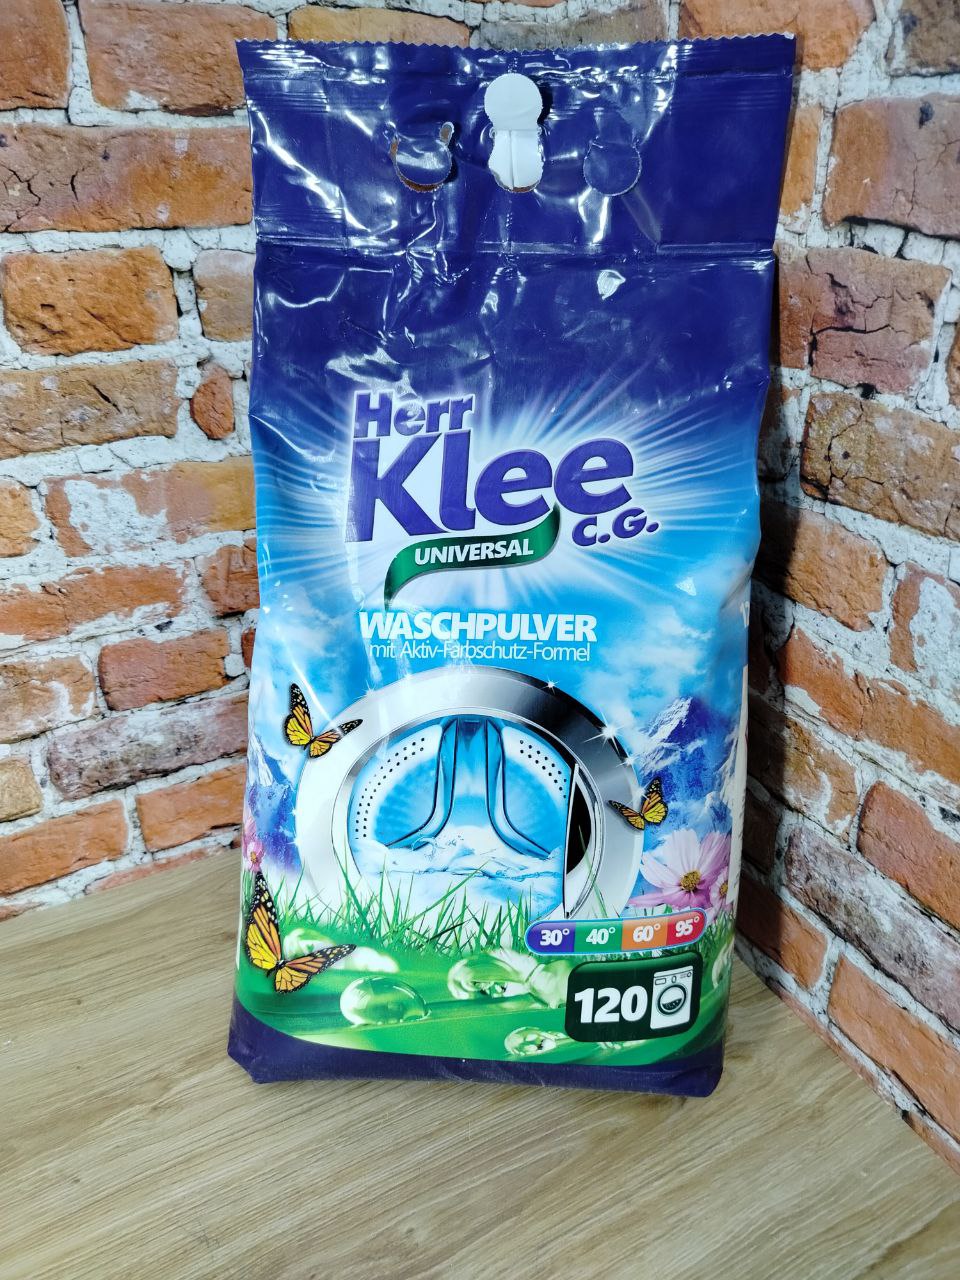 Herr
Klee
C.G.
UNIVERSAL
WASCHPULVER
mit Aktiv-Farbschutz-Formel
30° 40° 60° 95°
120